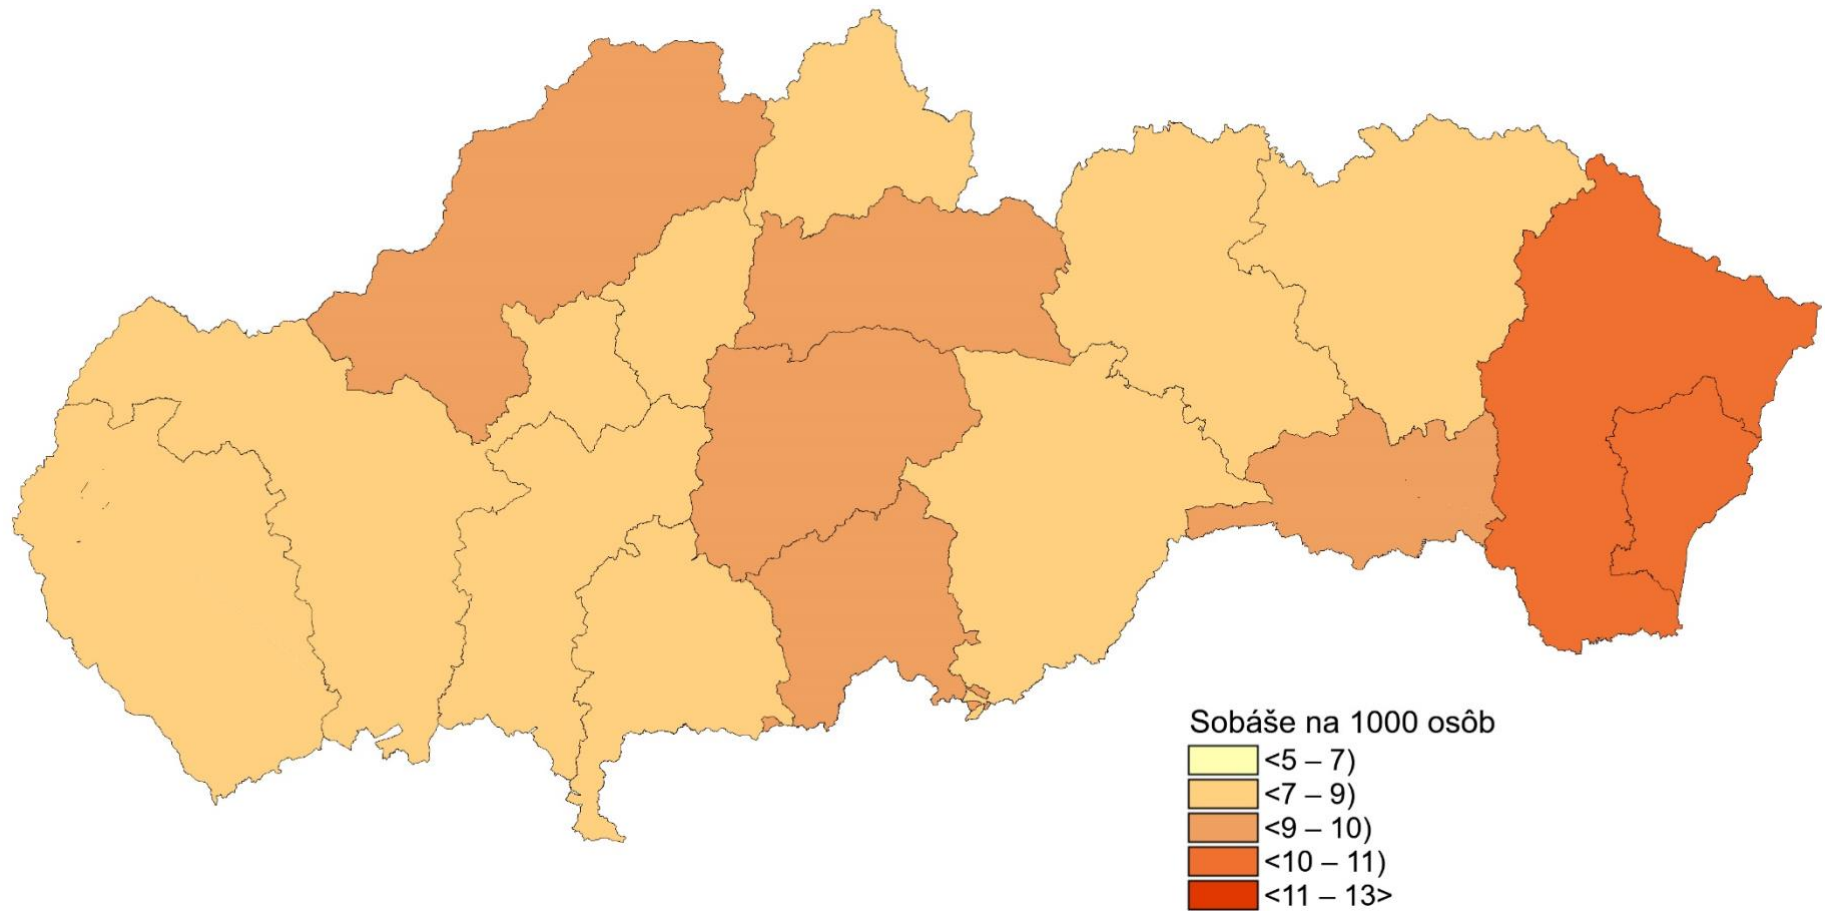 Sobáše na 1000 osôb
<5 – 7)
<7 – 9)
<9 – 10)
<10 – 11)
<11 – 13>